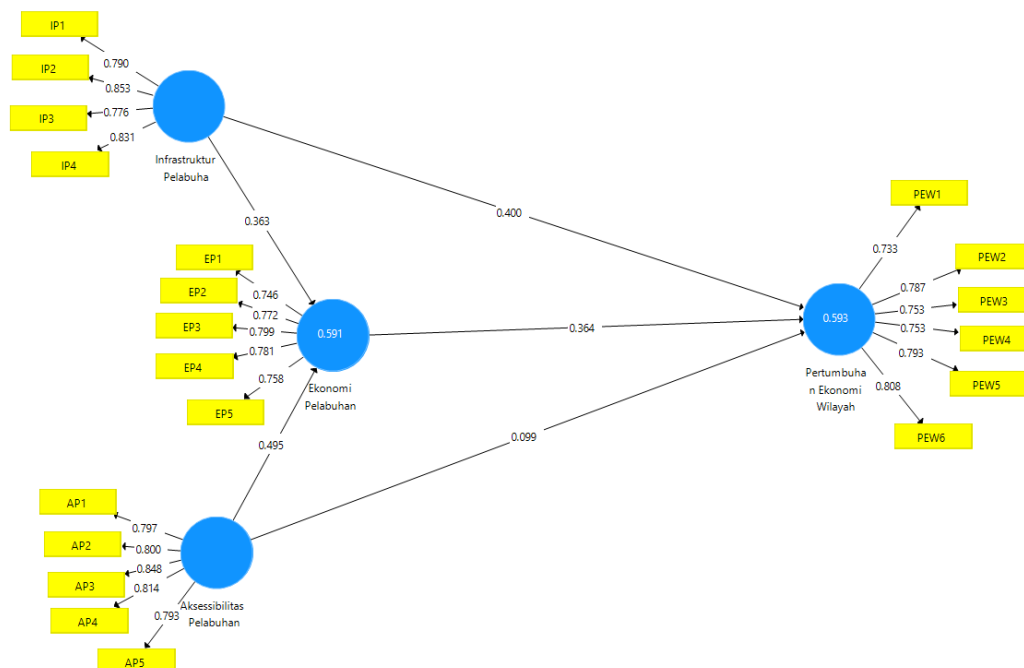 IP1
0.790
IP2
0.853
IP3
0.776
0.831
IP4
Infrastruktur
Pelabuha
0.400
0.363
PEW1
0.733
EP1
0.746
EP2
0.772
EP3
0.799
EP4
0.781
0.758
EP5
0.591
Ekonomi
Pelabuhan
0.364
0.593
Pertumbuha
n Ekonomi
Wilayah
PEW2
0.787
PEW3
0.753
PEW4
0.753
0.793
PEW5
0.808
PEW6
0.495
0.099
AP1
0.797
AP2
0.800
0.848
AP3
0.814
AP4
0.793
AP5
Aksessibilitas
Pelabuhan